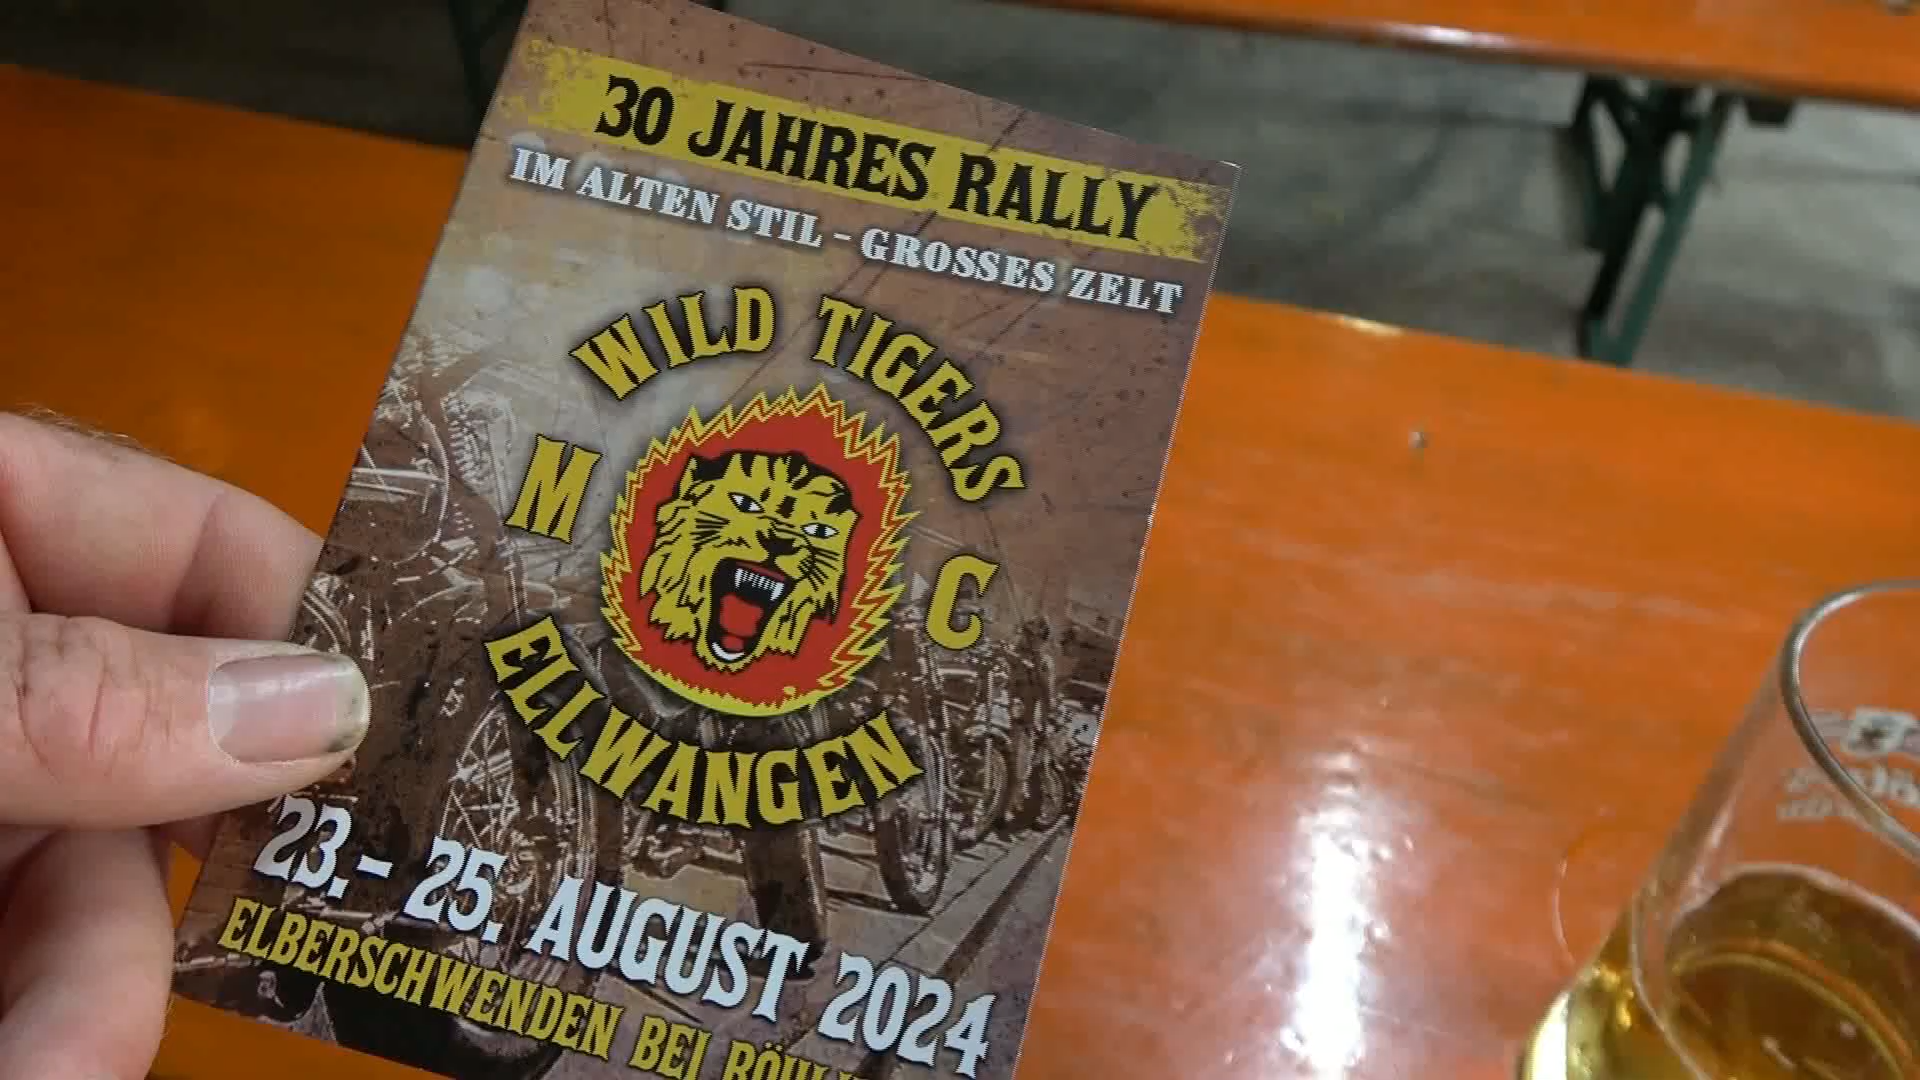 30 JAHRES RALLY
IM ALTEN STIL - GROSSES ZELT
WILD TIGERS
M C
ELLWANGEN
23.- 25. AUGUST 2024
ELBERSCHWENDEN BEI